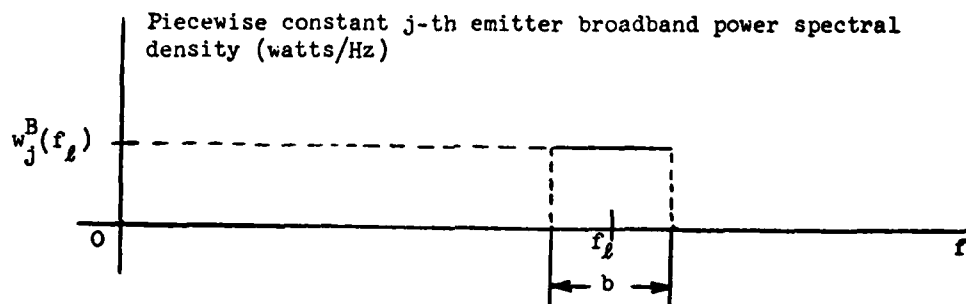 Piecewise constant j-th emitter broadband power spectral
density (watts/Hz)
w_j^B(f_ℓ)
0
f_ℓ
f
b